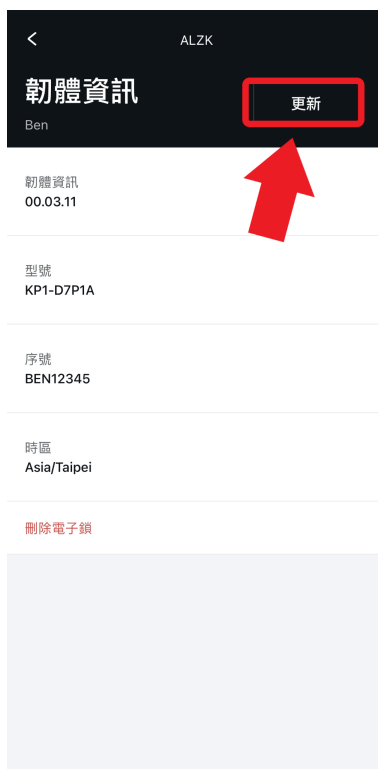 ALZK
韌體資訊
更新
Ben
韌體資訊
00.03.11
型號
KP1-D7P1A
序號
BEN12345
時區
Asia/Taipei
刪除電子鎖